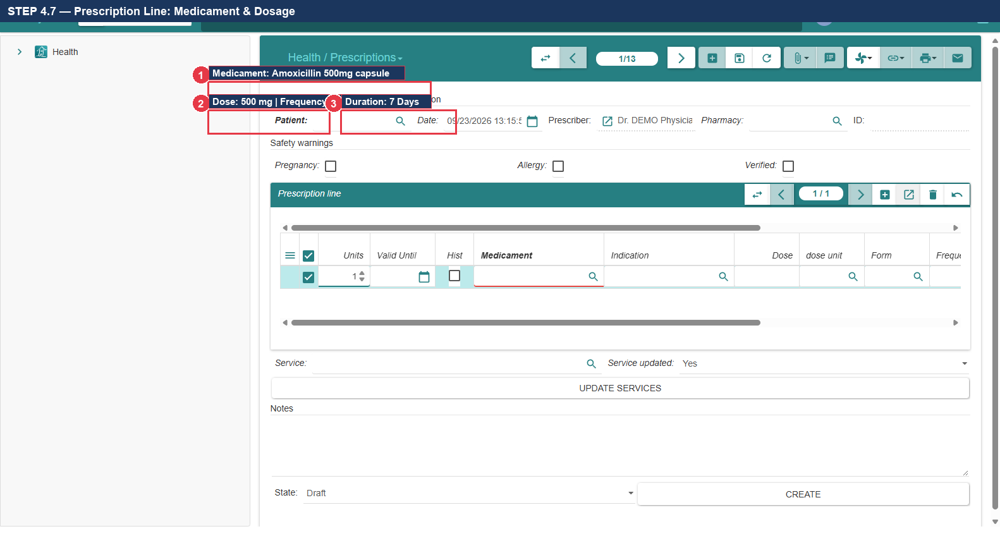 STEP 4.7 — Prescription Line: Medicament & Dosage
Health
Health / Prescriptions
1/13
1
Medicament: Amoxicillin 500mg capsule
2
Dose: 500 mg | Frequency
3
Duration: 7 Days
Patient:
Date:
09/23/2026 13:15:5
Prescriber:
Dr. DEMO Physicia
Pharmacy:
ID:
Safety warnings
Pregnancy:
Allergy:
Verified:
Prescription line
1 / 1
Units
Valid Until
Hist
Medicament
Indication
Dose
dose unit
Form
Freque
1
Service:
Service updated:
Yes
UPDATE SERVICES
Notes
State:
Draft
CREATE